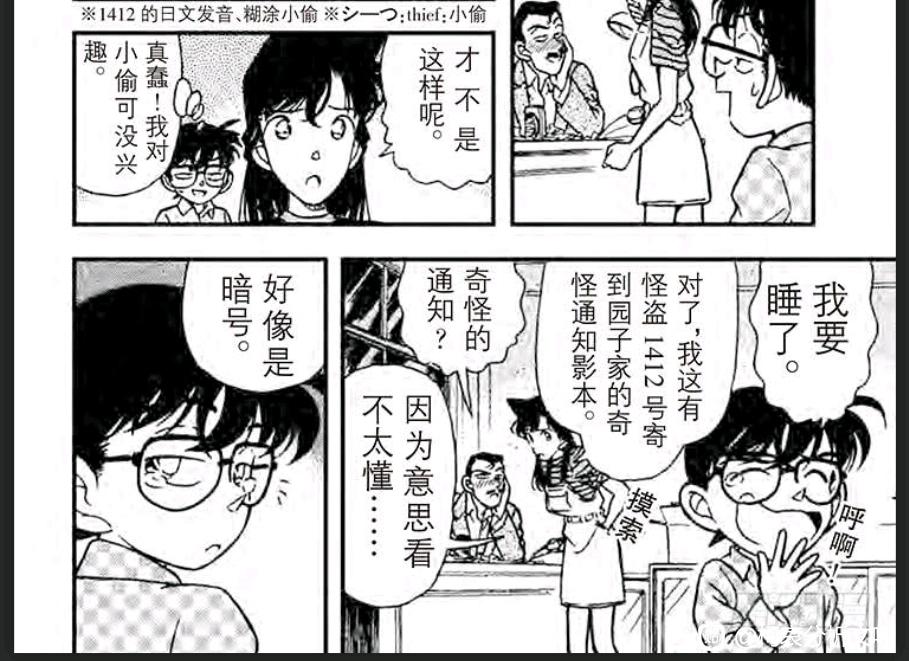 ※1412 的日文发音、糊涂小偷 ※シーつ:thief:小偷
才不是
这样呢。
真蠢！我对
小偷可没兴
趣。
我要
睡了。
呼啊！
对了，我这有
怪盗 1412 号寄
到园子家的奇
怪通知影本。
摸索
奇怪的
通知？
因为意思看
不太懂……
好像是
暗号。